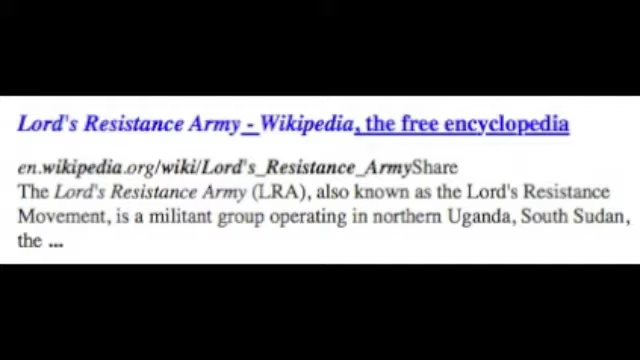 Lord's Resistance Army - Wikipedia, the free encyclopedia
en.wikipedia.org/wiki/Lord's_Resistance_ArmyShare
The Lord's Resistance Army (LRA), also known as the Lord's Resistance
Movement, is a militant group operating in northern Uganda, South Sudan,
the ...